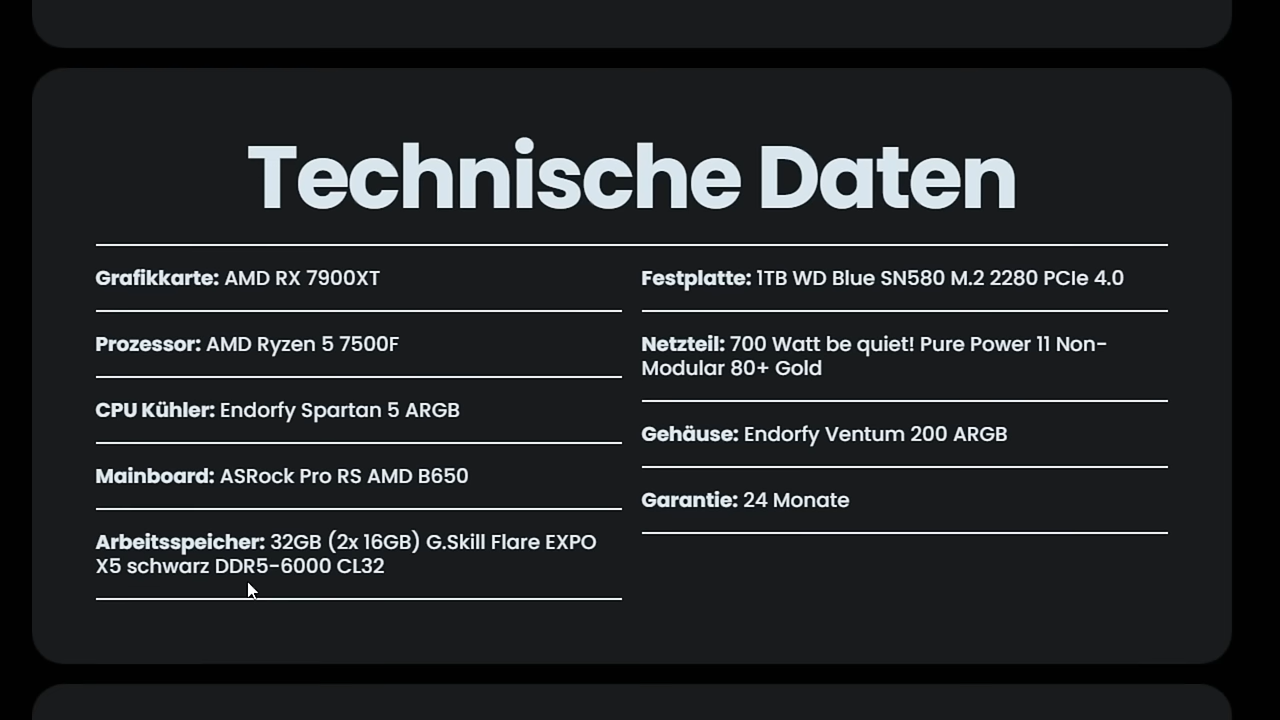 Technische Daten
Grafikkarte: AMD RX 7900XT
Prozessor: AMD Ryzen 5 7500F
CPU Kühler: Endorfy Spartan 5 ARGB
Mainboard: ASRock Pro RS AMD B650
Arbeitsspeicher: 32GB (2x 16GB) G.Skill Flare EXPO
X5 schwarz DDR5-6000 CL32
Festplatte: 1TB WD Blue SN580 M.2 2280 PCIe 4.0
Netzteil: 700 Watt be quiet! Pure Power 11 Non-
Modular 80+ Gold
Gehäuse: Endorfy Ventum 200 ARGB
Garantie: 24 Monate